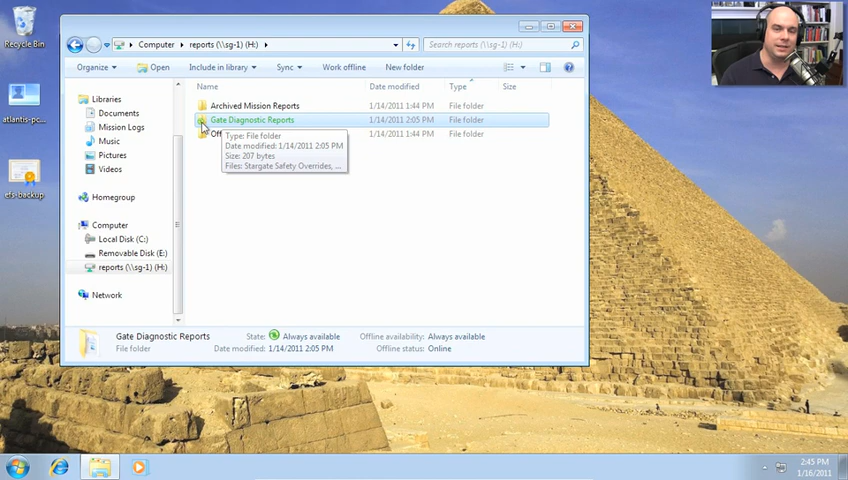 Recycle Bin
atlantis-pc...
efs-backup
Computer ▸ reports (\\sg-1) (H:) ▸
Search reports (\\sg-1) (H:)
Organize Open Include in library Sync Work offline New folder
Name Date modified Type Size
Libraries
Documents
Mission Logs
Music
Pictures
Videos
Homegroup
Computer
Local Disk (C:)
Removable Disk (E:)
reports (\\sg-1) (H:)
Network
Archived Mission Reports 1/14/2011 1:44 PM File folder
Gate Diagnostic Reports 1/14/2011 2:05 PM File folder
1/14/2011 1:44 PM File folder
Type: File folder
Date modified: 1/14/2011 2:05 PM
Size: 207 bytes
Files: Stargate Safety Overrides, ...
Gate Diagnostic Reports State: Always available Offline availability: Always available
File folder Date modified: 1/14/2011 2:05 PM Offline status: Online
2:45 PM
1/16/2011